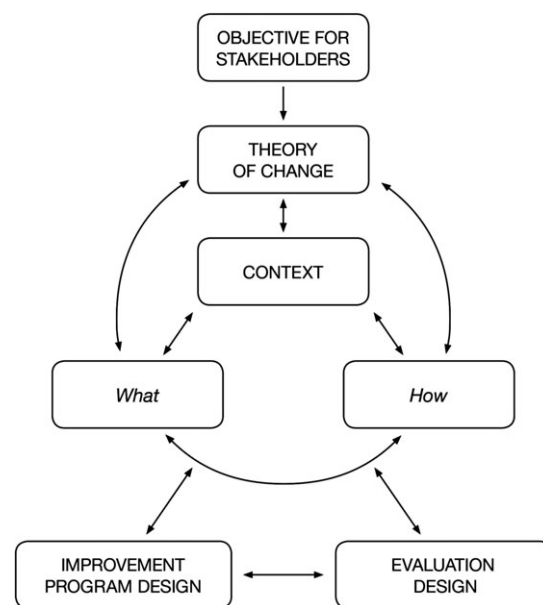 OBJECTIVE FOR
STAKEHOLDERS
THEORY
OF CHANGE
CONTEXT
What
How
IMPROVEMENT
PROGRAM DESIGN
EVALUATION
DESIGN